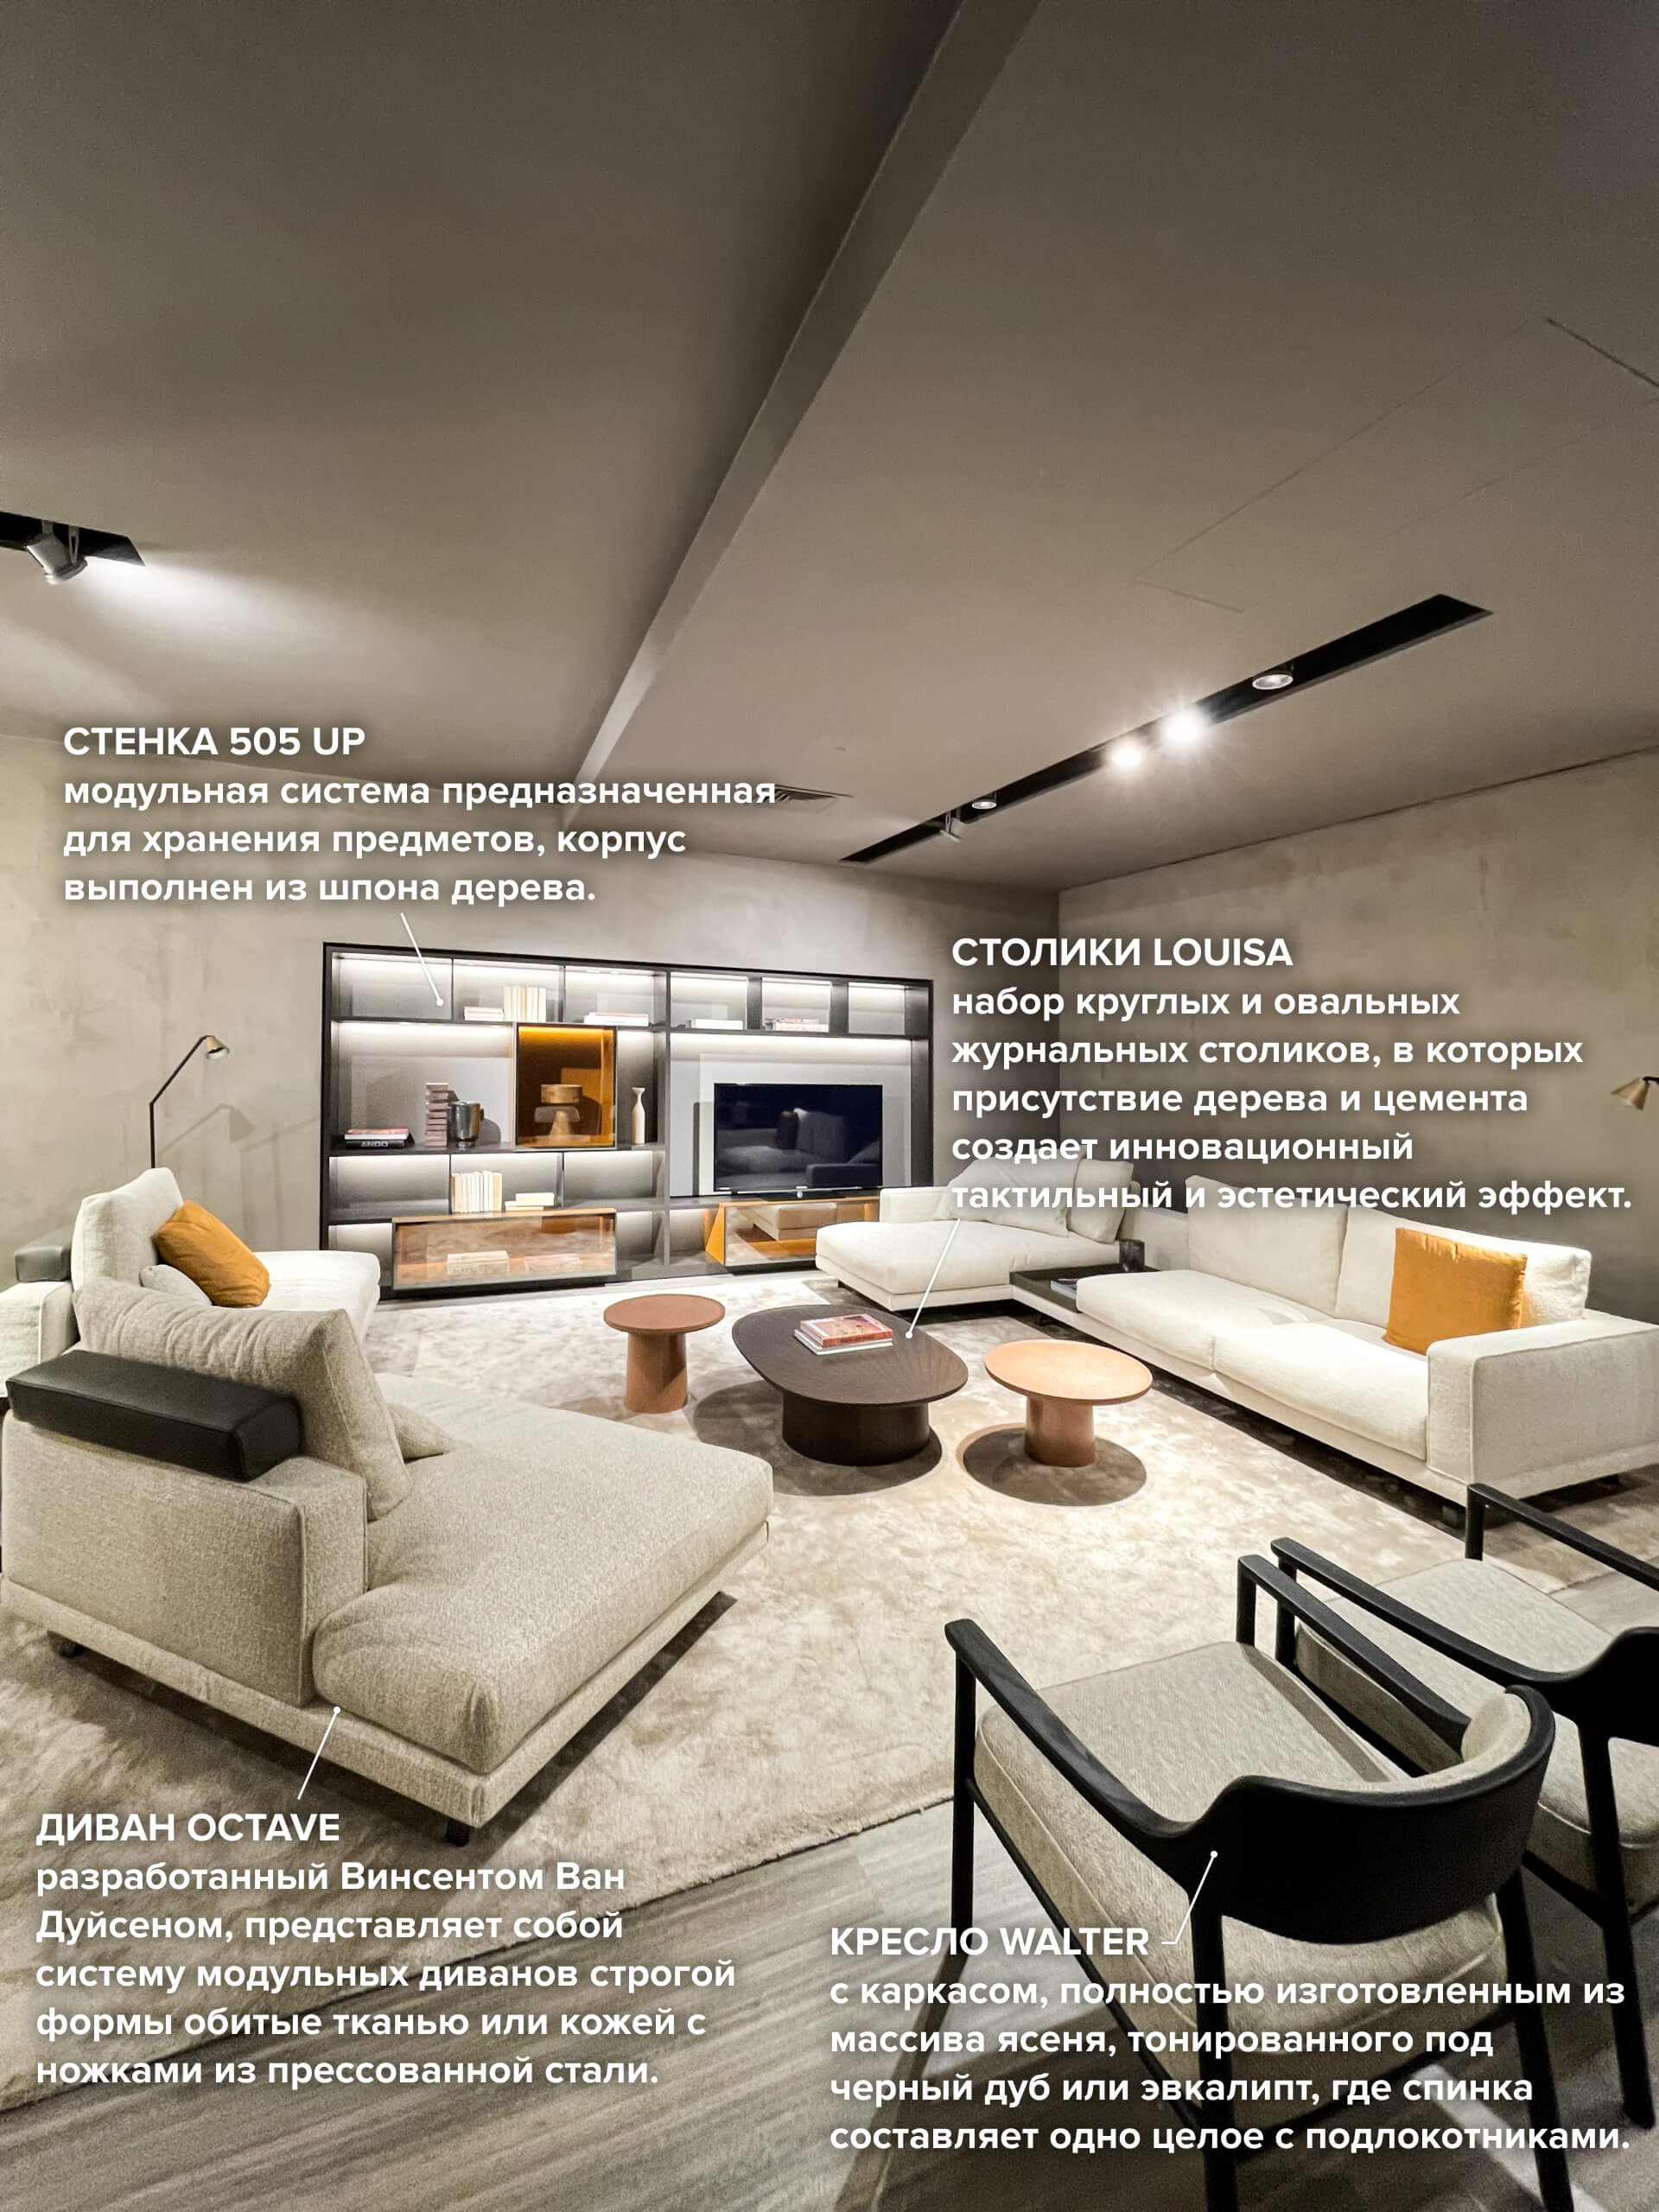 СТЕНКА 505 UP
модульная система предназначенная
для хранения предметов, корпус
выполнен из шпона дерева.
СТОЛИКИ LOUISA
набор круглых и овальных
журнальных столиков, в которых
присутствие дерева и цемента
создает инновационный
тактильный и эстетический эффект.
ANDO
ДИВАН OCTAVE
разработанный Винсентом Ван
Дуйсеном, представляет собой
систему модульных диванов строгой
формы обитые тканью или кожей с
ножками из прессованной стали.
КРЕСЛО WALTER
с каркасом, полностью изготовленным из
массива ясеня, тонированного под
черный дуб или эвкалипт, где спинка
составляет одно целое с подлокотниками.